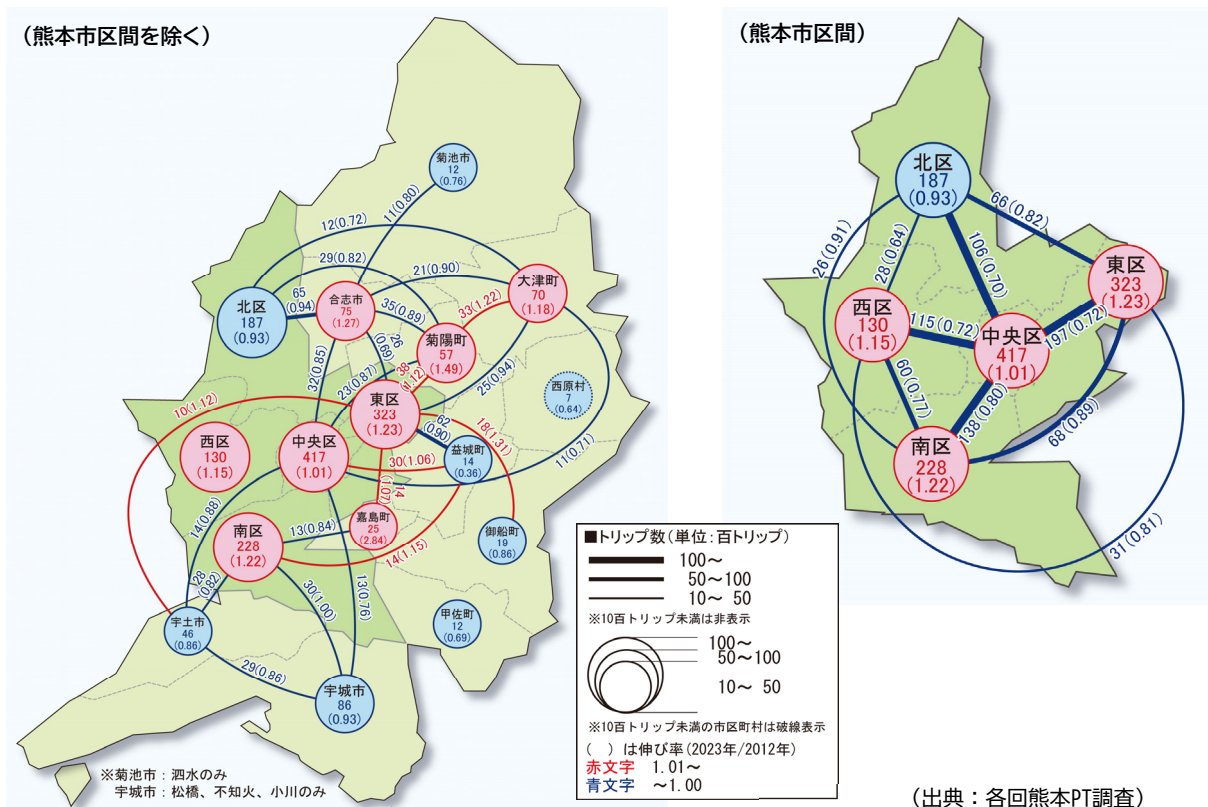 (熊本市区間を除く)
菊池市
12
(0.76)
12(0.72)
11(0.80)
29(0.82)
21(0.90)
大津町
70
(1.18)
65
(0.94)
北区
187
(0.93)
合志市
75
(1.27)
35(0.89)
33(1.22)
菊陽町
57
(1.49)
26
(0.69)
38
(1.12)
32(0.85)
23(0.87)
25(0.94)
西原村
7
(0.64)
東区
323
(1.23)
10(1.12)
62
(0.90)
18(1.31)
11(0.71)
西区
130
(1.15)
中央区
417
(1.01)
30(1.06)
益城町
14
(0.36)
14
(1.07)
14(0.88)
嘉島町
25
(2.84)
13(0.84)
南区
228
(1.22)
御船町
19
(0.86)
14(1.15)
28
(0.82)
30(1.00)
13(0.76)
宇土市
46
(0.86)
甲佐町
12
(0.69)
29(0.86)
宇城市
86
(0.93)
※菊池市：泗水のみ
宇城市：松橋、不知火、小川のみ
(熊本市区間)
北区
187
(0.93)
66(0.82)
26(0.91)
28(0.64)
106(0.70)
東区
323
(1.23)
西区
130
(1.15)
115(0.72)
197(0.72)
中央区
417
(1.01)
60(0.77)
138(0.80)
68(0.89)
南区
228
(1.22)
31(0.81)
■トリップ数(単位:百トリップ)
100～
50～100
10～ 50
※10百トリップ未満は非表示
100～
50～100
10～ 50
※10百トリップ未満の市区町村は破線表示
( )は伸び率(2023年/2012年)
赤文字 1.01～
青文字 ～1.00
(出典：各回熊本PT調査)